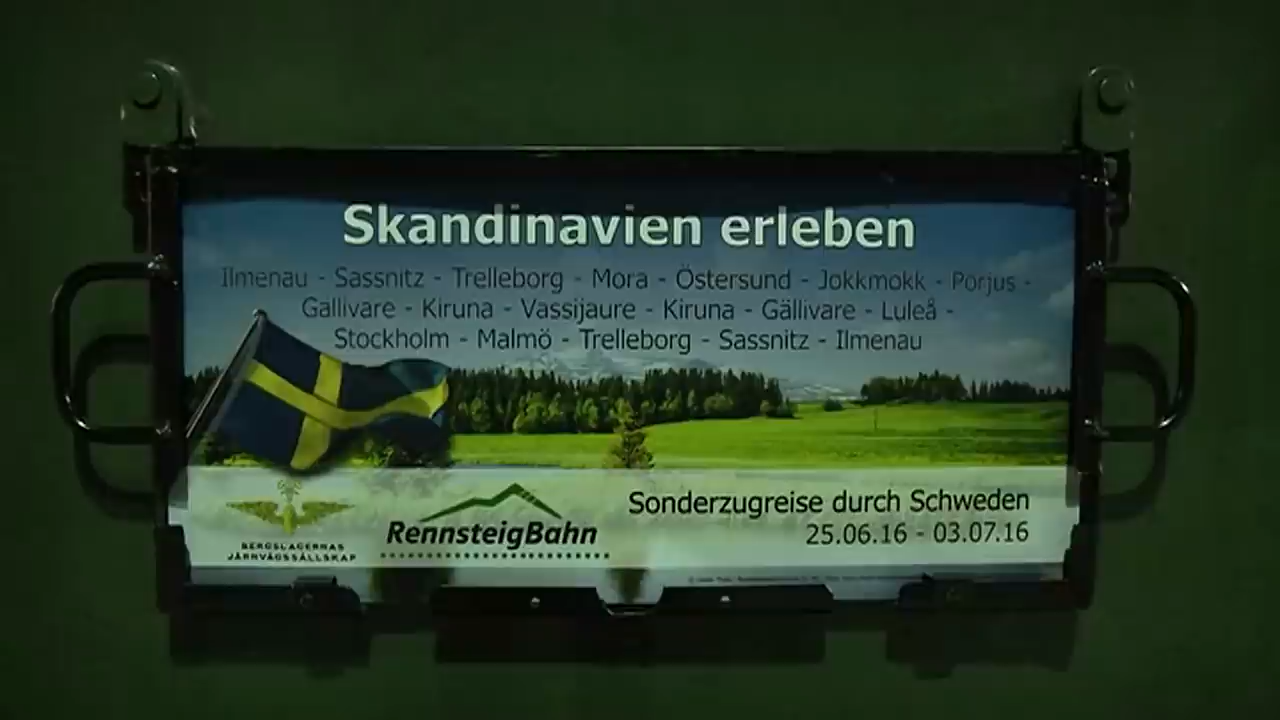 Skandinavien erleben
Ilmenau - Sassnitz - Trelleborg - Mora - Östersund - Jokkmokk - Porjus -
Gallivare - Kiruna - Vassijaure - Kiruna - Gällivare - Luleå -
Stockholm - Malmö - Trelleborg - Sassnitz - Ilmenau
Sonderzugreise durch Schweden
25.06.16 - 03.07.16
RennsteigBahn
BERGSLAGERNAS
JÄRNVÄGSSÄLLSKAP